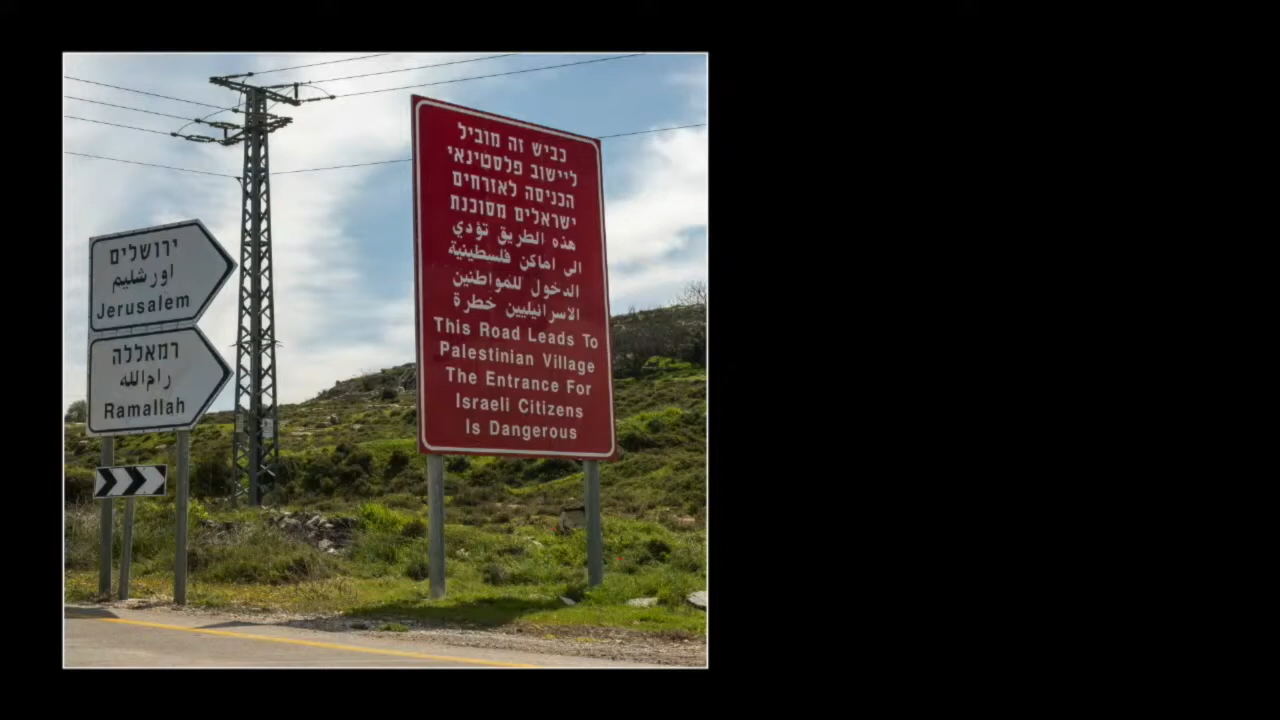 ירושלים
اورشليم
Jerusalem
רמאללה
رام الله
Ramallah
כביש זה מוביל
ליישוב פלסטינאי
הכניסה לאזרחים
ישראלים מסוכנת
هذه الطريق تؤدي
الى اماكن فلسطينية
الدخول للمواطنين
الاسرائيليين خطرة
This Road Leads To
Palestinian Village
The Entrance For
Israeli Citizens
Is Dangerous